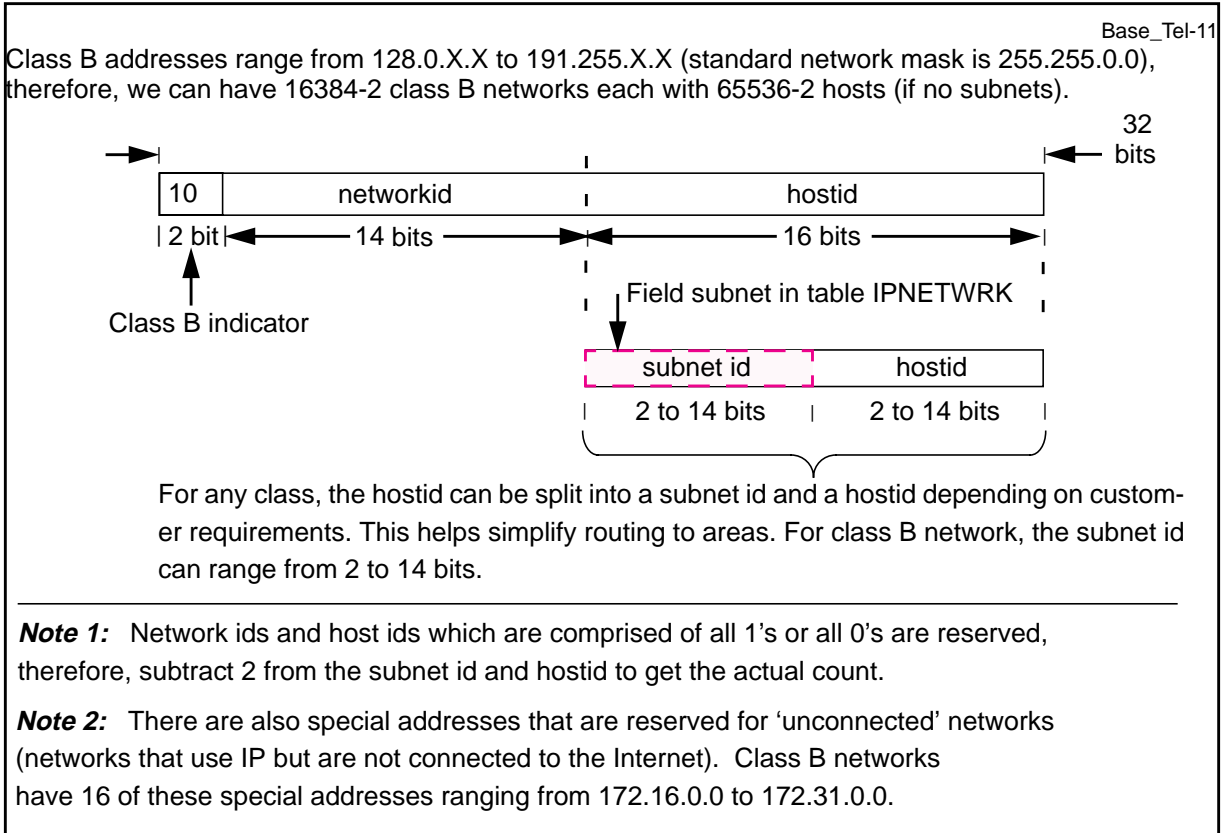 Base_Tel-11
Class B addresses range from 128.0.X.X to 191.255.X.X (standard network mask is 255.255.0.0),
therefore, we can have 16384-2 class B networks each with 65536-2 hosts (if no subnets).
32
bits
10
networkid
hostid
2 bit
14 bits
16 bits
Field subnet in table IPNETWRK
Class B indicator
subnet id
hostid
2 to 14 bits
2 to 14 bits
For any class, the hostid can be split into a subnet id and a hostid depending on custom-
er requirements. This helps simplify routing to areas. For class B network, the subnet id
can range from 2 to 14 bits.
Note 1: Network ids and host ids which are comprised of all 1's or all 0's are reserved,
therefore, subtract 2 from the subnet id and hostid to get the actual count.
Note 2: There are also special addresses that are reserved for ‘unconnected’ networks
(networks that use IP but are not connected to the Internet). Class B networks
have 16 of these special addresses ranging from 172.16.0.0 to 172.31.0.0.